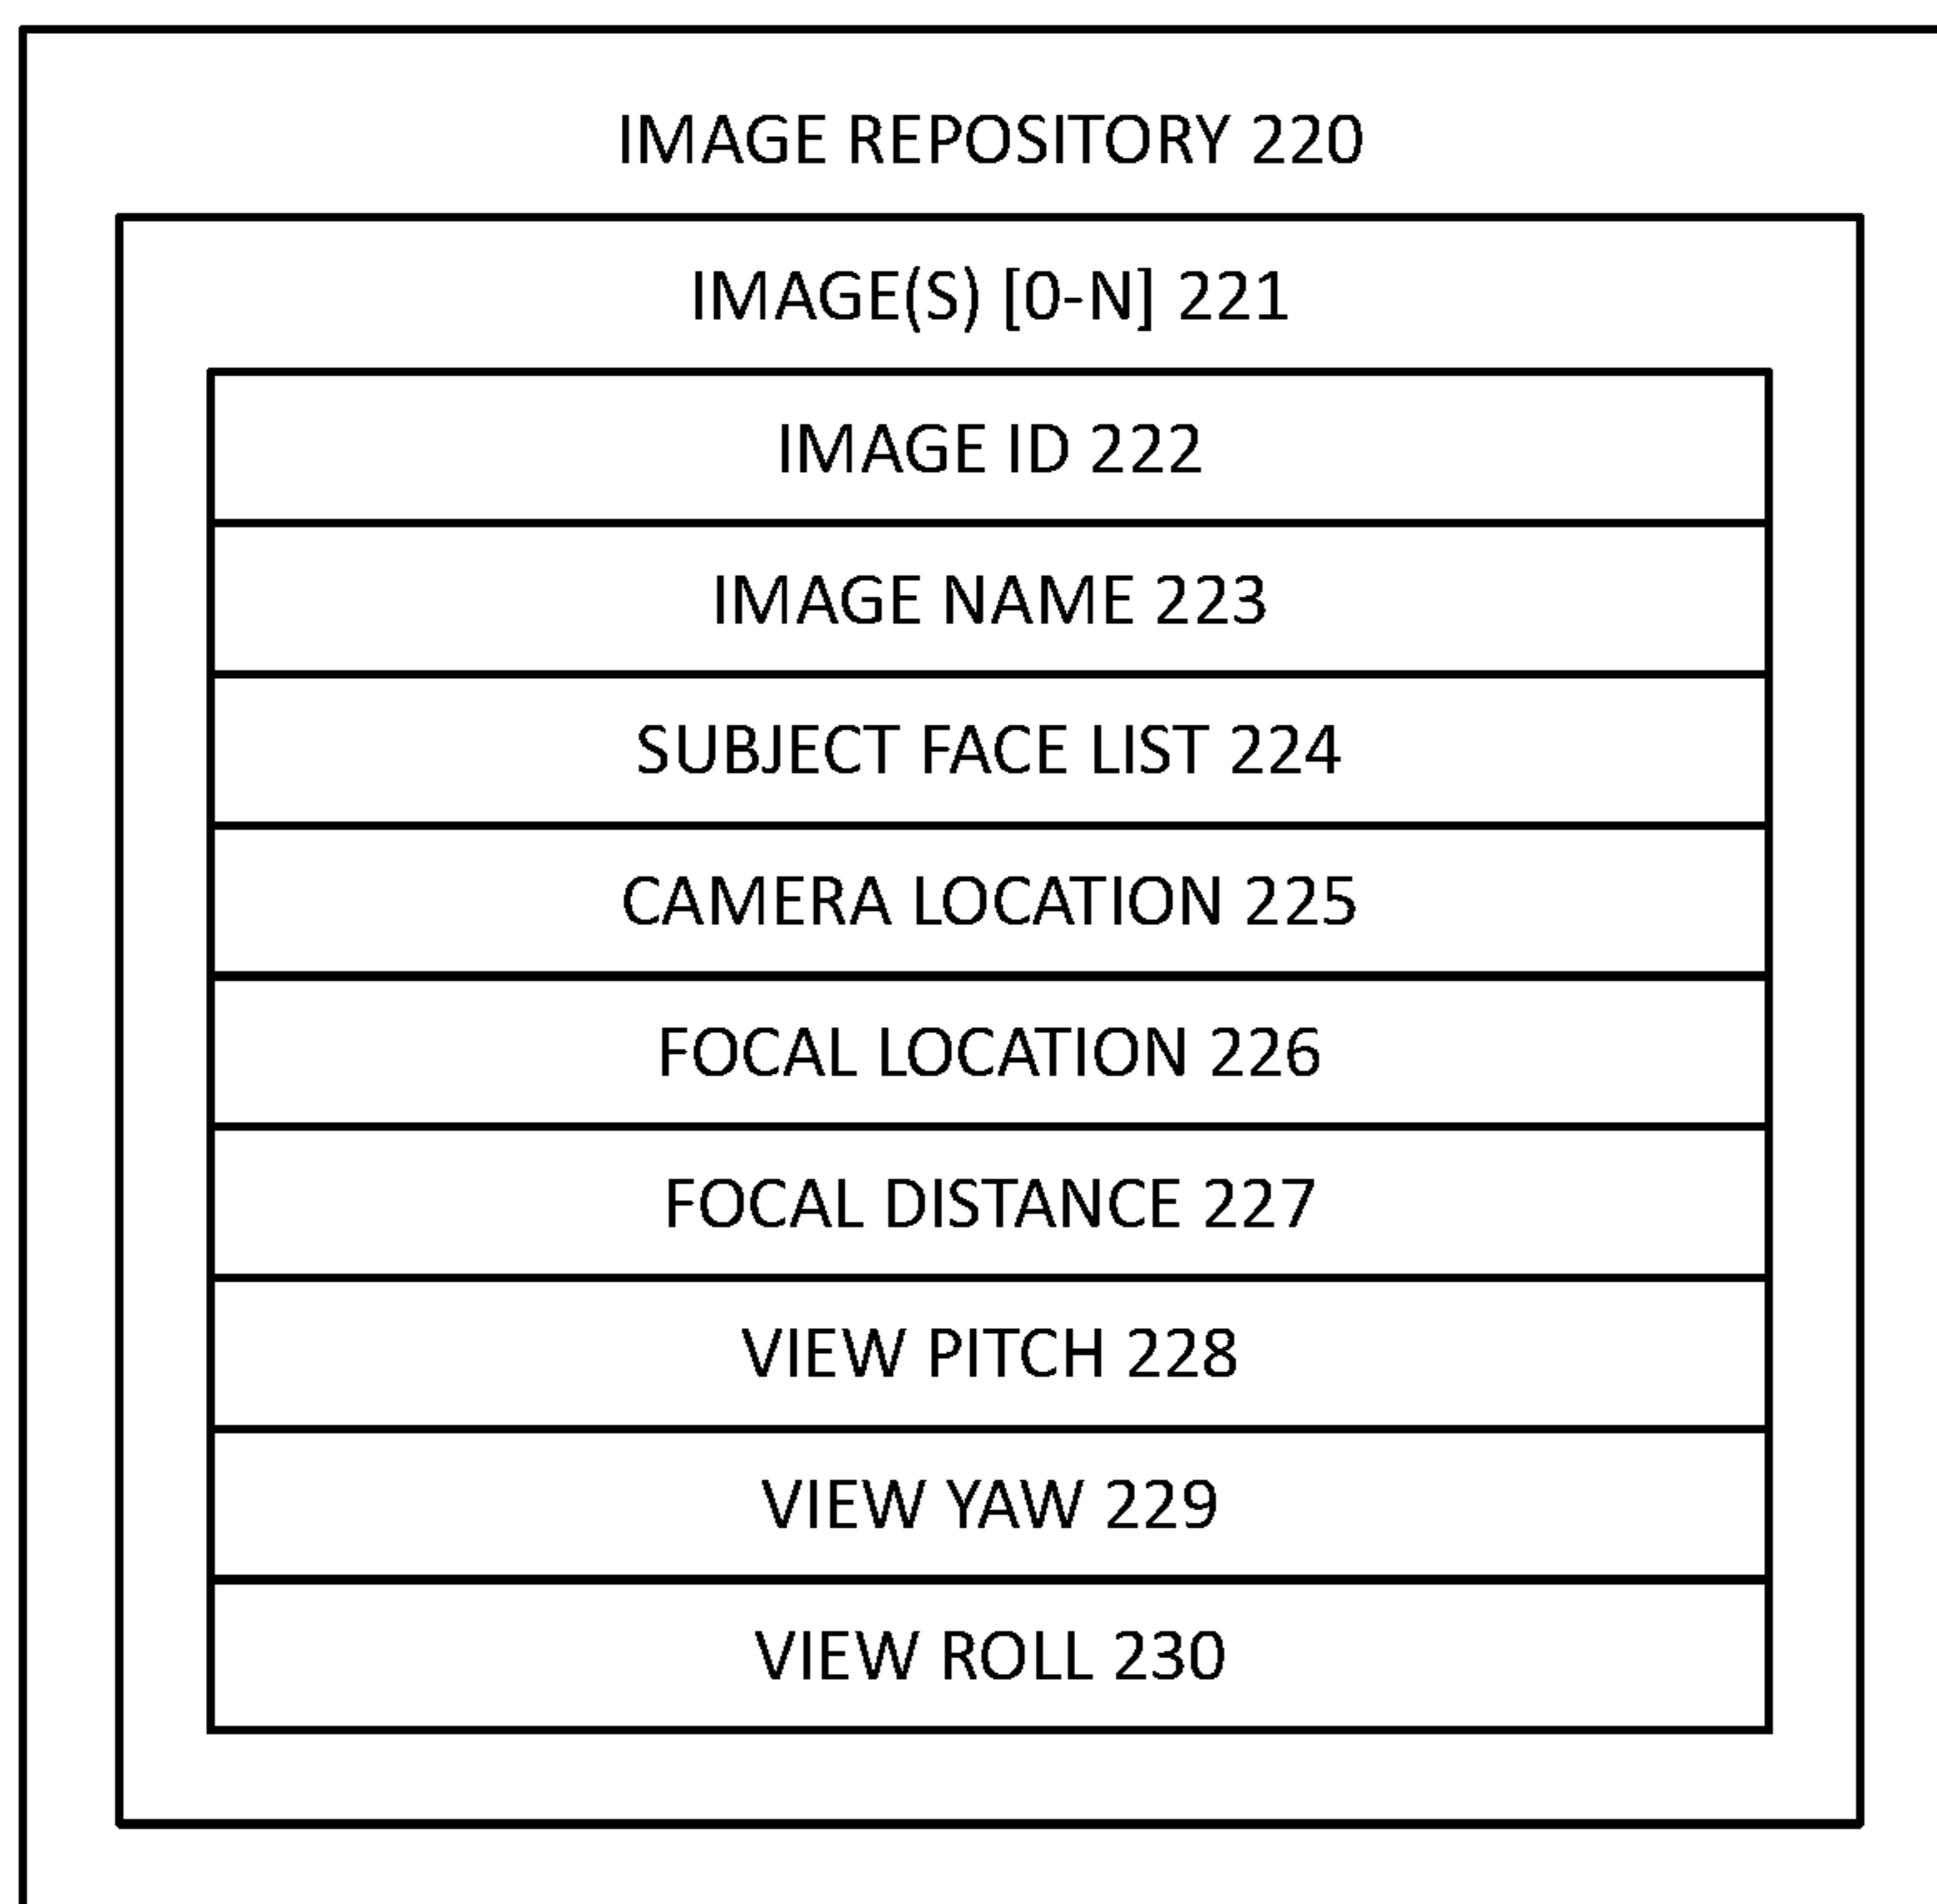 IMAGE REPOSITORY 220
IMAGE(S) [0-N] 221
IMAGE ID 222
IMAGE NAME 223
SUBJECT FACE LIST 224
CAMERA LOCATION 225
FOCAL LOCATION 226
FOCAL DISTANCE 227
VIEW PITCH 228
VIEW YAW 229
VIEW ROLL 230